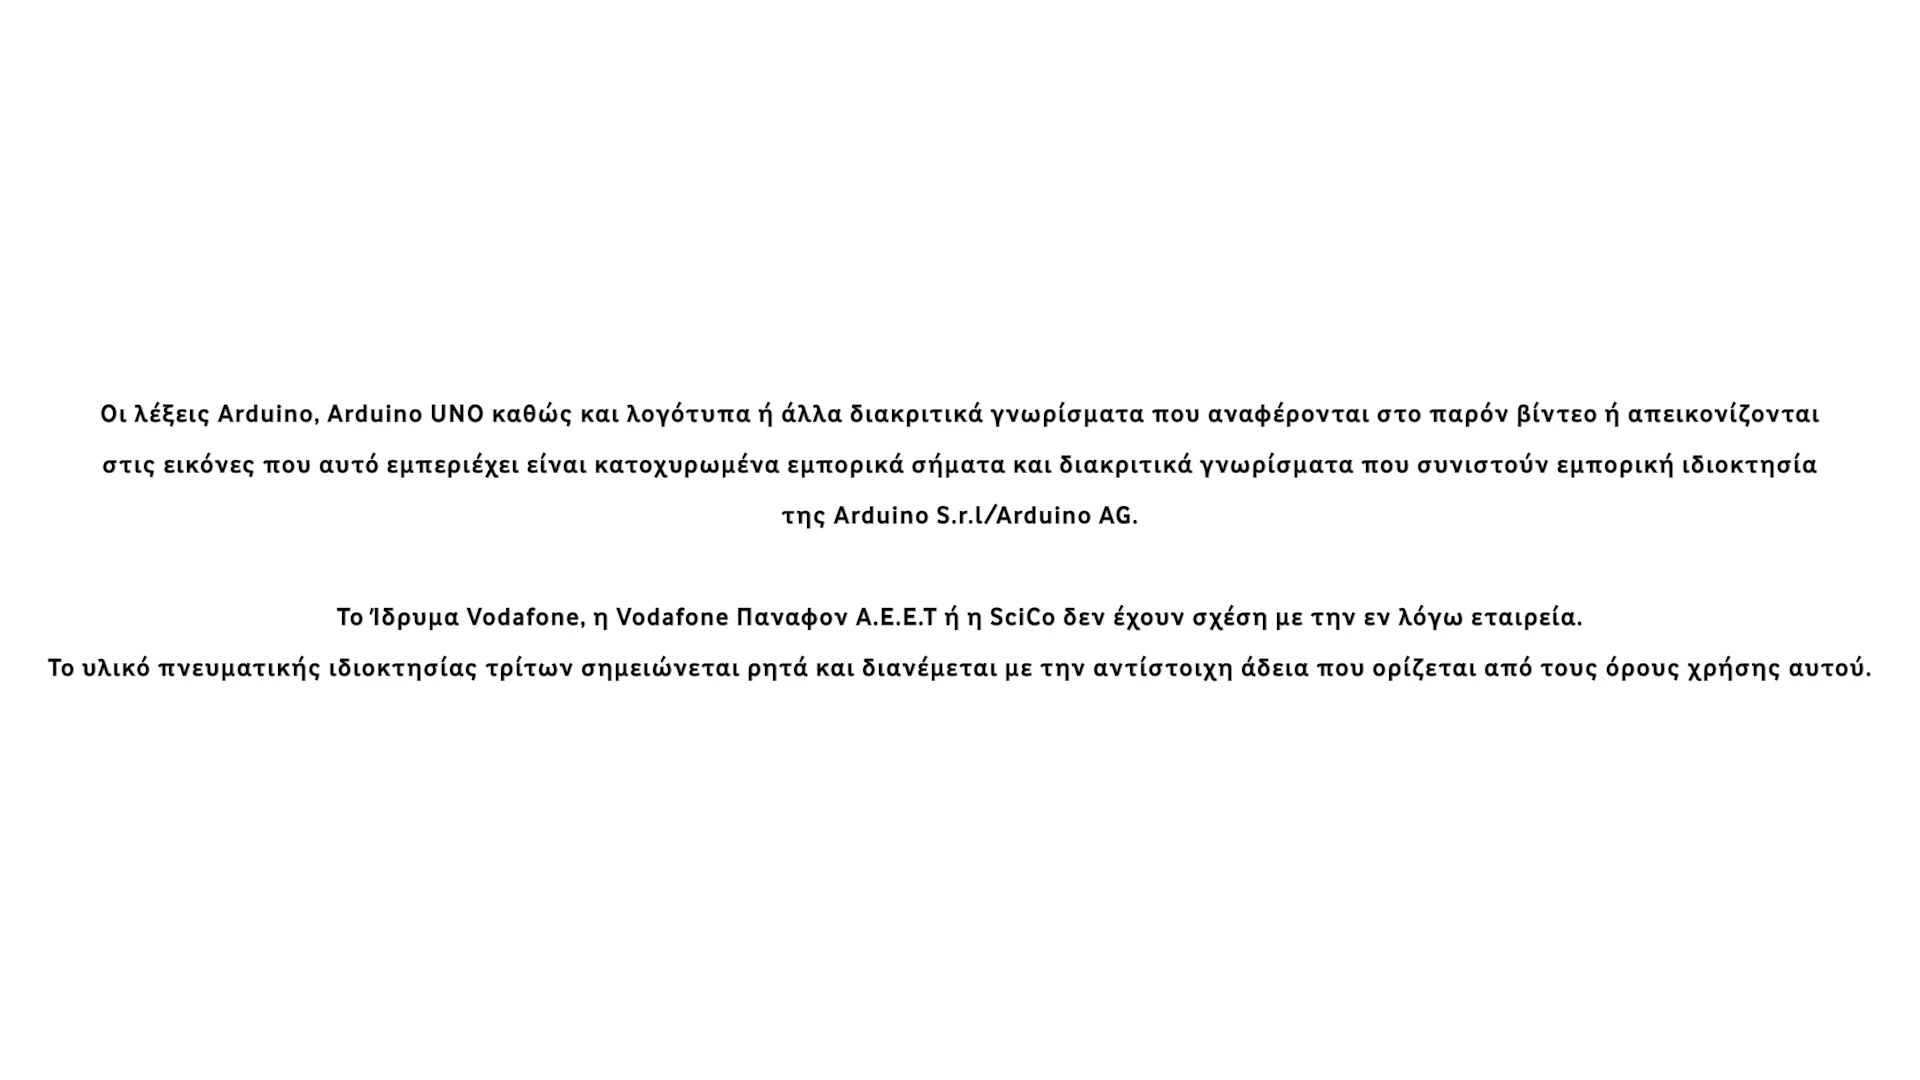 Οι λέξεις Arduino, Arduino UNO καθώς και λογότυπα ή άλλα διακριτικά γνωρίσματα που αναφέρονται στο παρόν βίντεο ή απεικονίζονται
στις εικόνες που αυτό εμπεριέχει είναι κατοχυρωμένα εμπορικά σήματα και διακριτικά γνωρίσματα που συνιστούν εμπορική ιδιοκτησία
της Arduino S.r.l/Arduino AG.
Το Ίδρυμα Vodafone, η Vodafone Παναφον Α.Ε.Ε.Τ ή η SciCo δεν έχουν σχέση με την εν λόγω εταιρεία.
Το υλικό πνευματικής ιδιοκτησίας τρίτων σημειώνεται ρητά και διανέμεται με την αντίστοιχη άδεια που ορίζεται από τους όρους χρήσης αυτού.